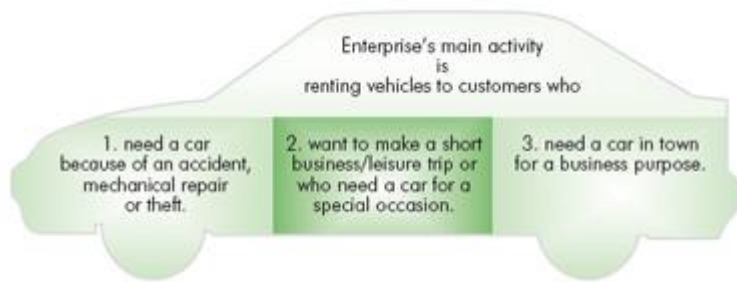 Enterprise's main activity
is
renting vehicles to customers who
1. need a car
because of an accident,
mechanical repair
or theft.
2. want to make a short
business/leisure trip or
who need a car for a
special occasion.
3. need a car in town
for a business purpose.